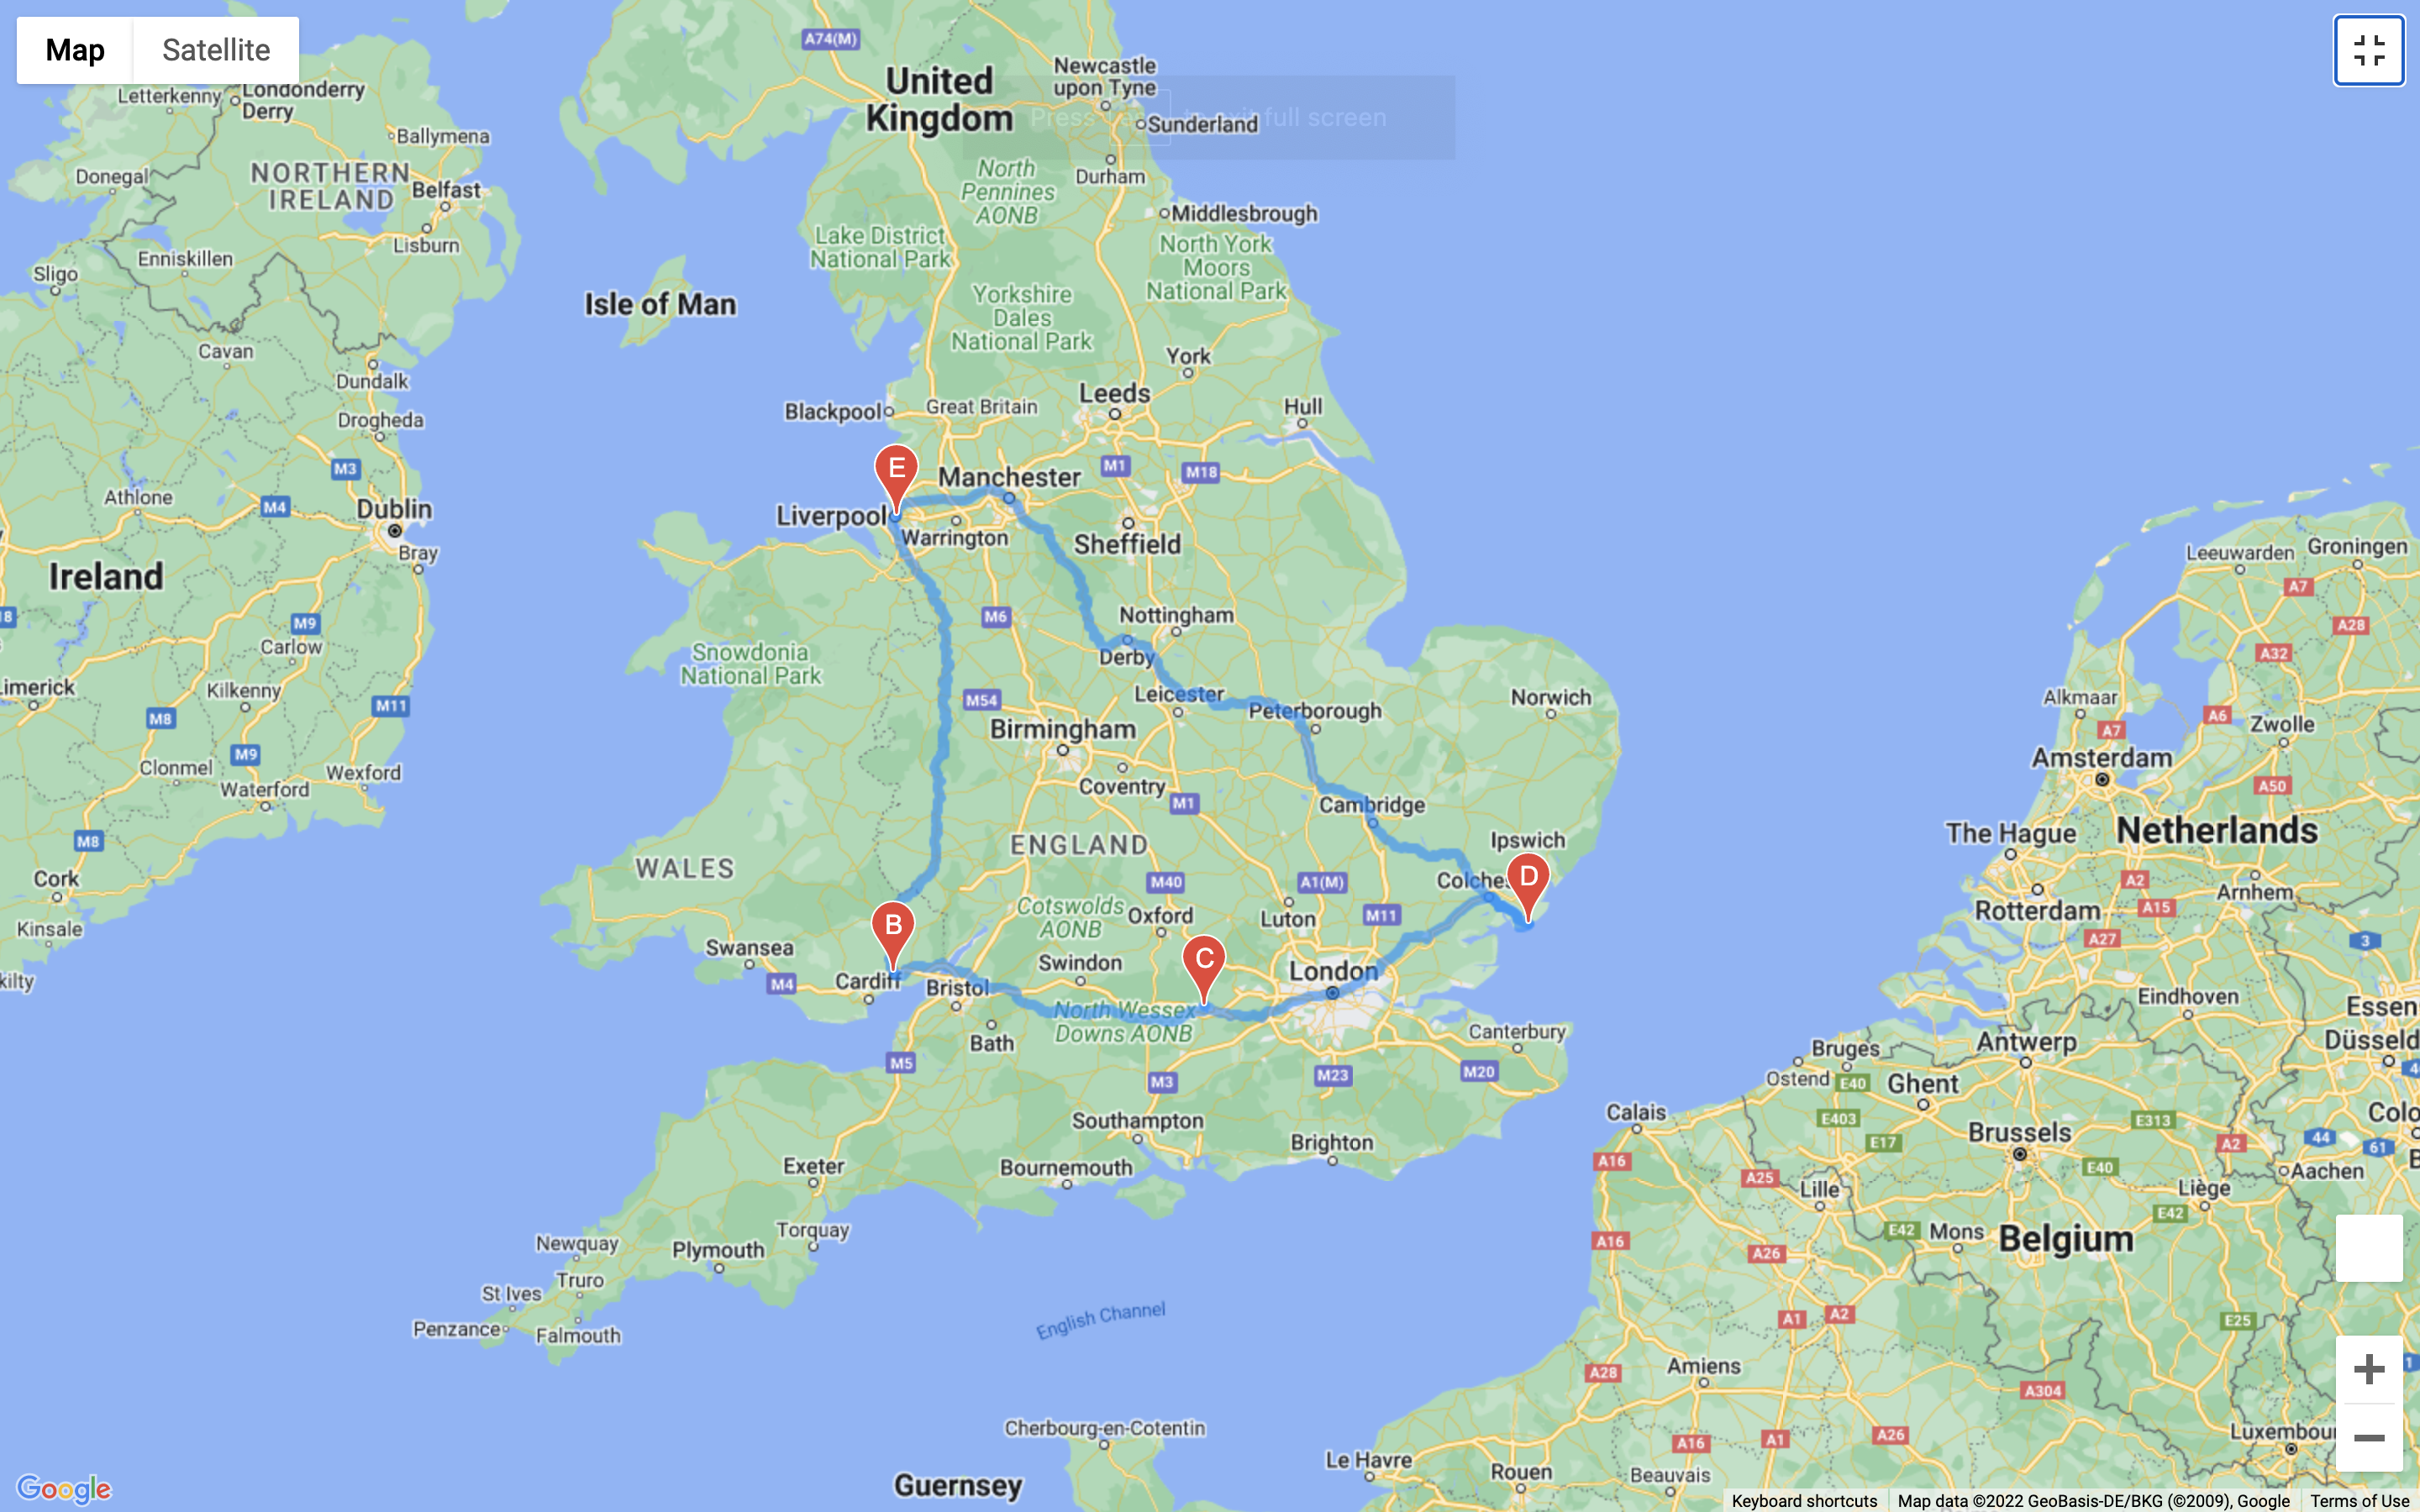 Map
Satellite
A74(M)
United
Kingdom
Newcastle
upon Tyne
Press
to exit full screen
Sunderland
Letterkenny
Londonderry
Derry
Ballymena
NORTHERN
IRELAND
Donegal
Belfast
Lisburn
Durham
North
Pennines
AONB
Middlesbrough
Lake District
National Park
North York
Moors
National Park
Enniskillen
Sligo
Isle of Man
Yorkshire
Dales
National Park
Cavan
Dundalk
York
Leeds
Blackpool
Great Britain
Hull
Drogheda
M3
E
Manchester
M1
M18
Athlone
M4
Dublin
Liverpool
Warrington
Sheffield
Bray
Ireland
Leeuwarden
Groningen
A7
18
M9
Carlow
M6
Nottingham
A28
Snowdonia
National Park
Derby
A32
Limerick
Kilkenny
M11
M8
M54
Leicester
Peterborough
Norwich
Alkmaar
A7
A6
Zwolle
Birmingham
M9
Clonmel
Wexford
Waterford
Coventry
M1
Cambridge
Amsterdam
A50
M8
ENGLAND
Ipswich
The Hague
Netherlands
WALES
Cork
M40
A1(M)
Colches
D
A2
Arnhem
Kinsale
Cotswolds
AONB
Oxford
Luton
M11
Rotterdam
A15
B
Swansea
Swindon
C
London
A27
3
kilty
M4
Cardiff
Bristol
North Wessex
Downs AONB
Eindhoven
Essen
Bath
Canterbury
Bruges
Antwerp
Düsseld
M5
M3
M23
M20
Ostend
E40
Ghent
4
Southampton
Brighton
Calais
E403
E17
Brussels
E313
A2
44
61
Colo
Exeter
Bournemouth
A16
A25
E40
Aachen
B
Lille
Liège
Torquay
E42
Newquay
Plymouth
A16
A26
E42
Mons
Belgium
Truro
St Ives
Penzance
Falmouth
English Channel
A1
A2
E25
A28
Amiens
A304
1
Cherbourg-en-Cotentin
A16
A1
A26
Luxembour
Le Havre
Rouen
Beauvais
Guernsey
Google
Keyboard shortcuts
Map data ©2022 GeoBasis-DE/BKG (©2009), Google
Terms of Use